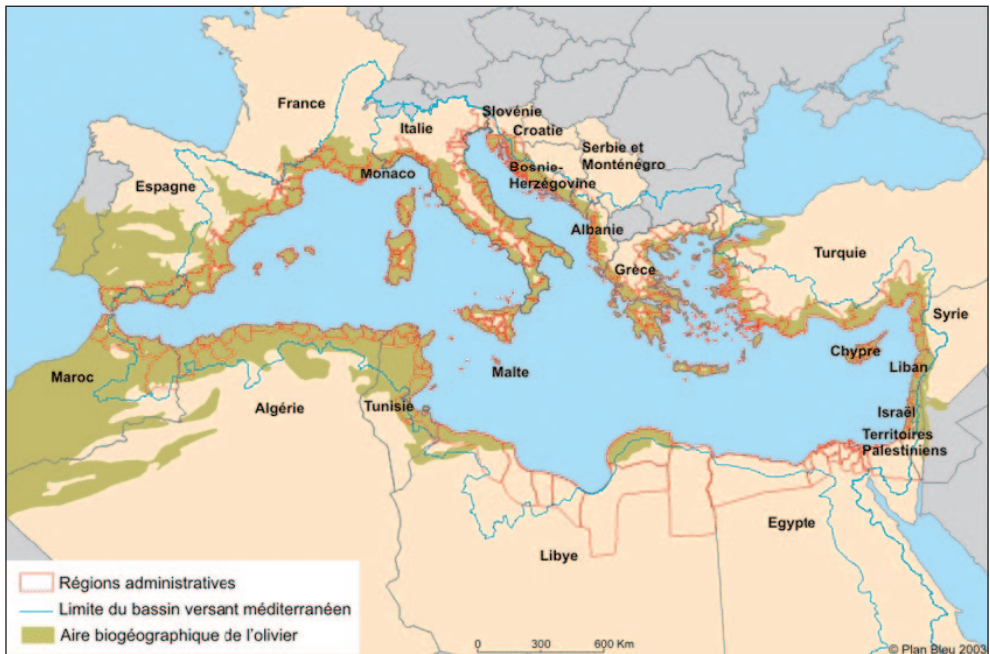 France
Slovénie
Italie
Croatie
Serbie et
Monténégro
Bosnie-
Herzégovine
Monaco
Espagne
Albanie
Grèce
Turquie
Syrie
Chypre
Liban
Malte
Maroc
Algérie
Tunisie
Israël
Territoires
Palestiniens
Libye
Egypte
Régions administratives
Limite du bassin versant méditerranéen
Aire biogéographique de l'olivier
0 300 600 Km
© Plan Bleu 2003